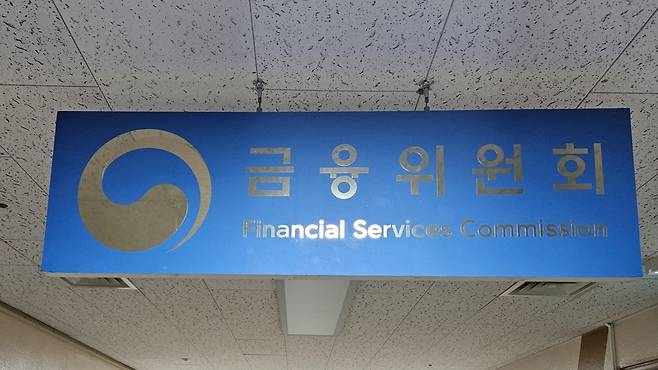 금융위원회
Financial Services Commission